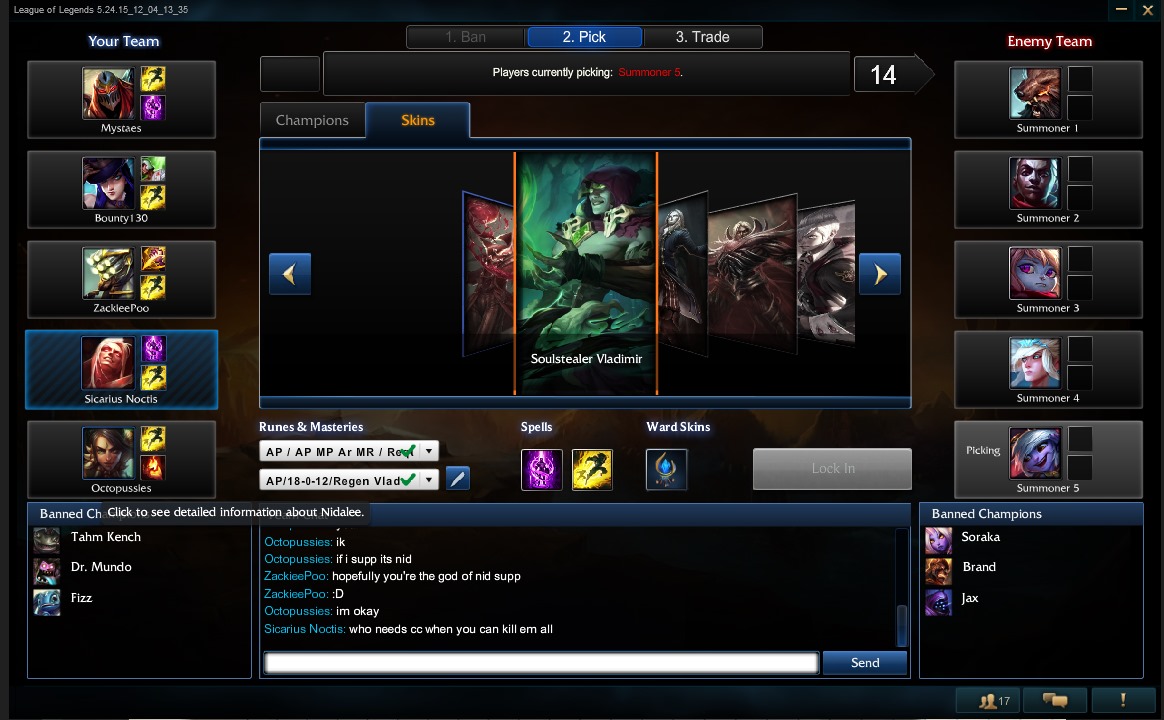 League of Legends 5.24.15_12_04_13_35
Your Team
1. Ban
2. Pick
3. Trade
Enemy Team
Players currently picking: Summoner 5.
14
Champions
Skins
Mystaes
Bounty130
ZackieePoo
Sicarius Noctis
Octopussies
Soulstealer Vladimir
Summoner 1
Summoner 2
Summoner 3
Summoner 4
Picking
Summoner 5
Runes & Masteries
Spells
Ward Skins
AP / AP MP Ar MR /
AP/18-0-12/Regen Vlad
Lock In
Banned
Click to see detailed information about Nidalee.
Tahm Kench
Dr. Mundo
Fizz
Octopussies: ik
Octopussies: if i supp its nid
ZackieePoo: hopefully you're the god of nid supp
ZackieePoo: :D
Octopussies: im okay
Sicarius Noctis: who needs cc when you can kill em all
Send
Banned Champions
Soraka
Brand
Jax
17